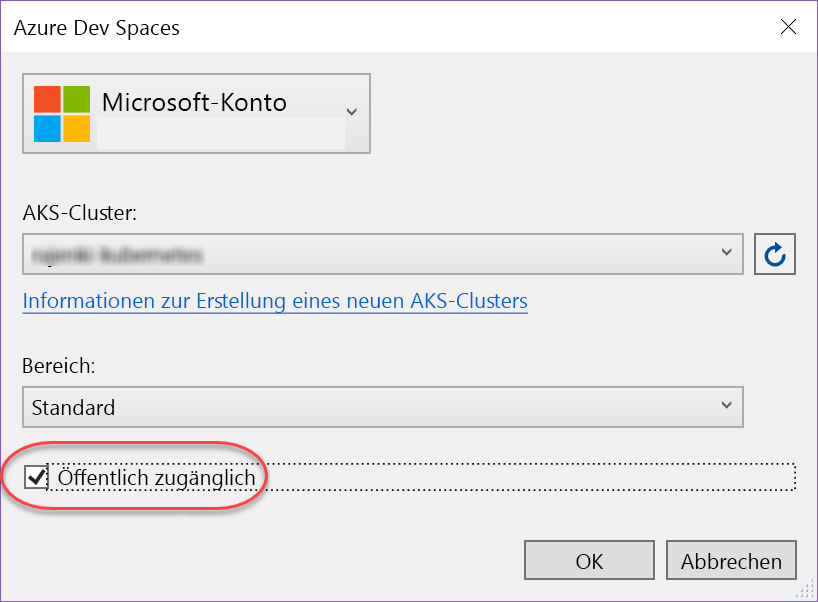 Azure Dev Spaces
Microsoft-Konto
AKS-Cluster:
Informationen zur Erstellung eines neuen AKS-Clusters
Bereich:
Standard
Öffentlich zugänglich
OK
Abbrechen